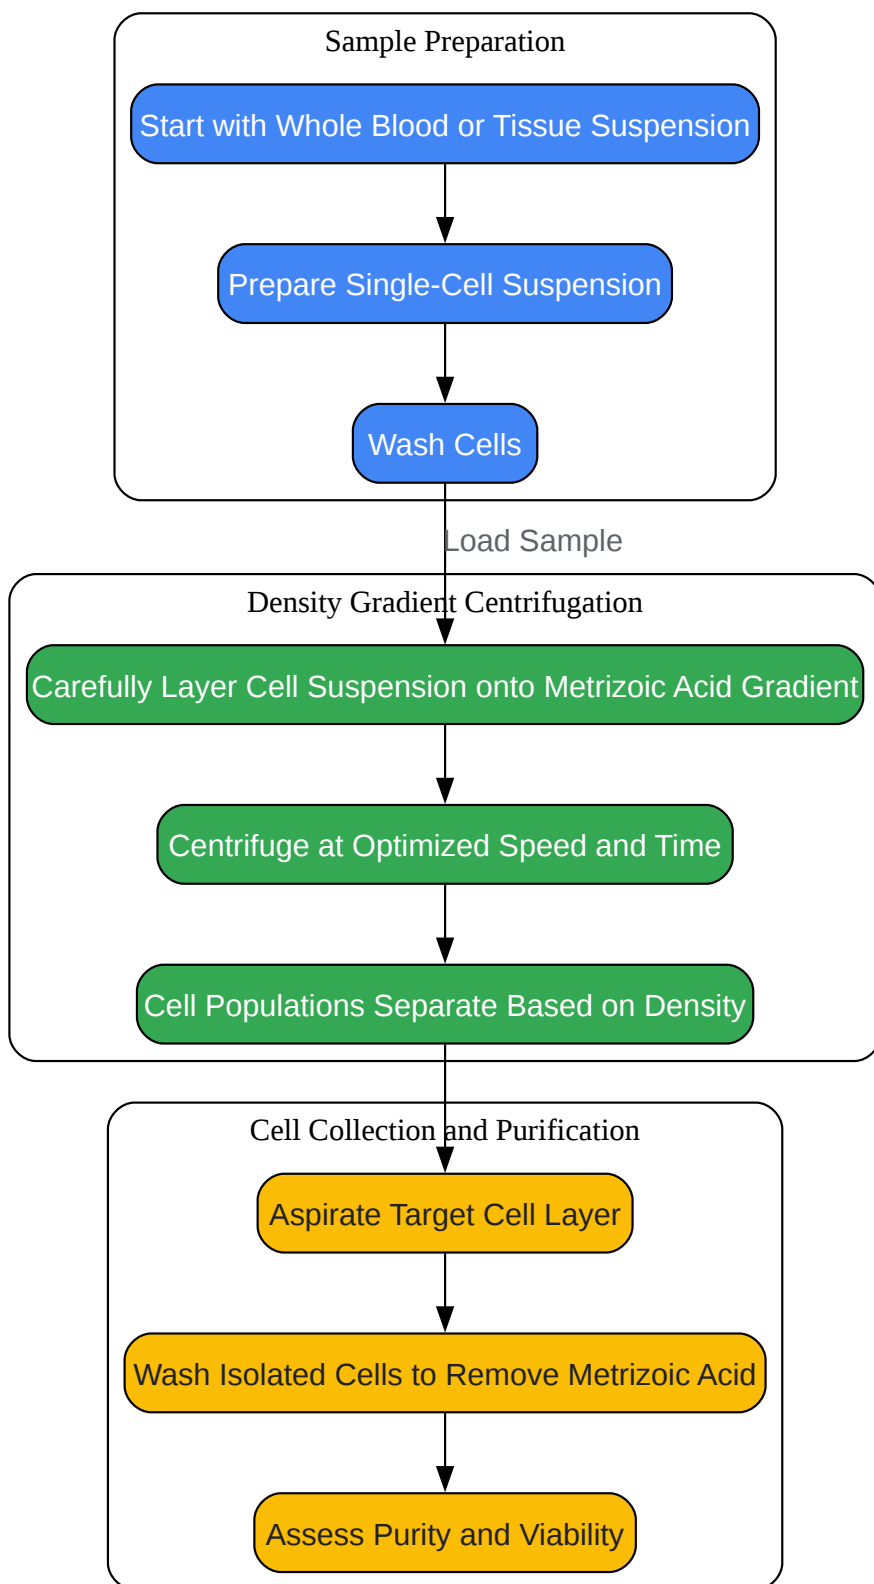 Sample Preparation
Start with Whole Blood or Tissue Suspension
Prepare Single-Cell Suspension
Wash Cells
Load Sample
Density Gradient Centrifugation
Carefully Layer Cell Suspension onto Metrizoic Acid Gradient
Centrifuge at Optimized Speed and Time
Cell Populations Separate Based on Density
Cell Collection and Purification
Aspirate Target Cell Layer
Wash Isolated Cells to Remove Metrizoic Acid
Assess Purity and Viability